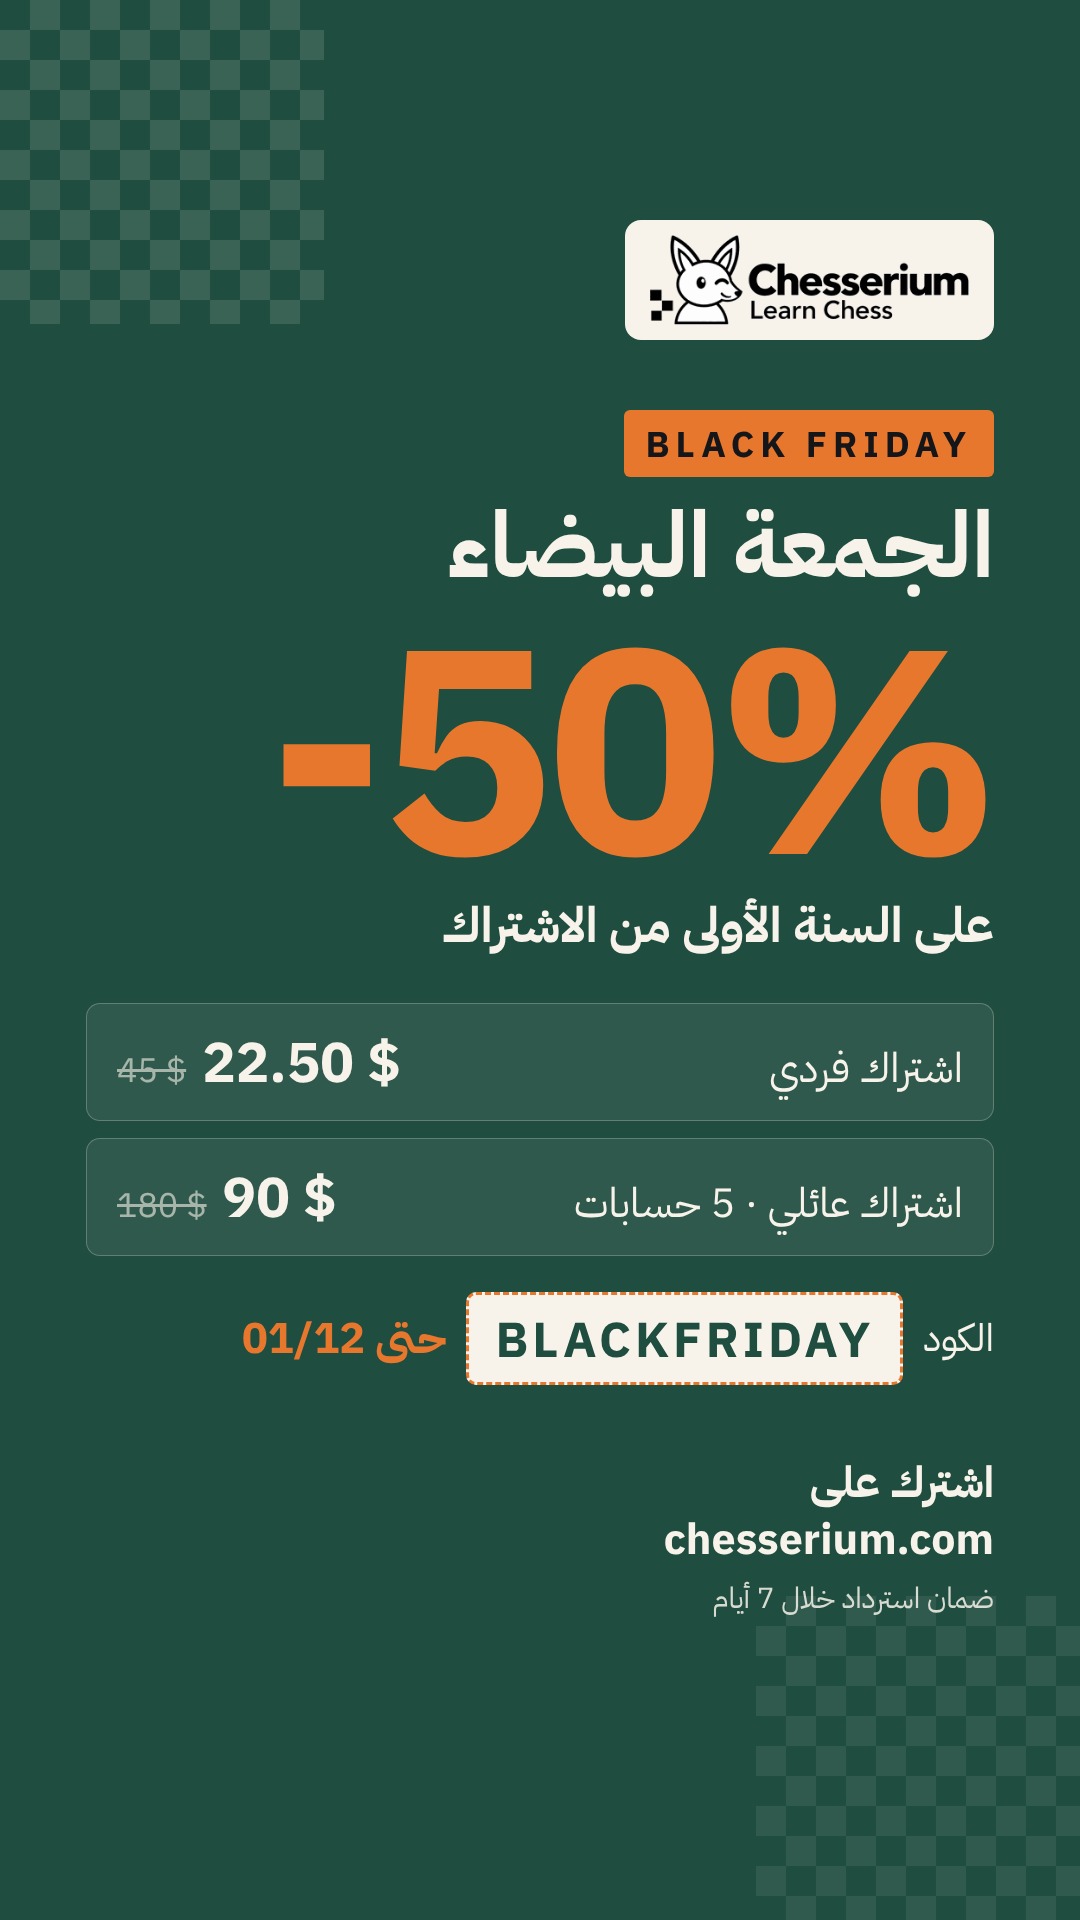 Chesserium
Learn Chess
BLACK FRIDAY
الجمعة البيضاء
-50%
على السنة الأولى من الاشتراك
اشتراك فردي 22.50 $ 45 $
اشتراك عائلي · 5 حسابات 90 $ 180 $
الكود BLACKFRIDAY حتى 01/12
اشترك على
chesserium.com
ضمان استرداد خلال 7 أيام